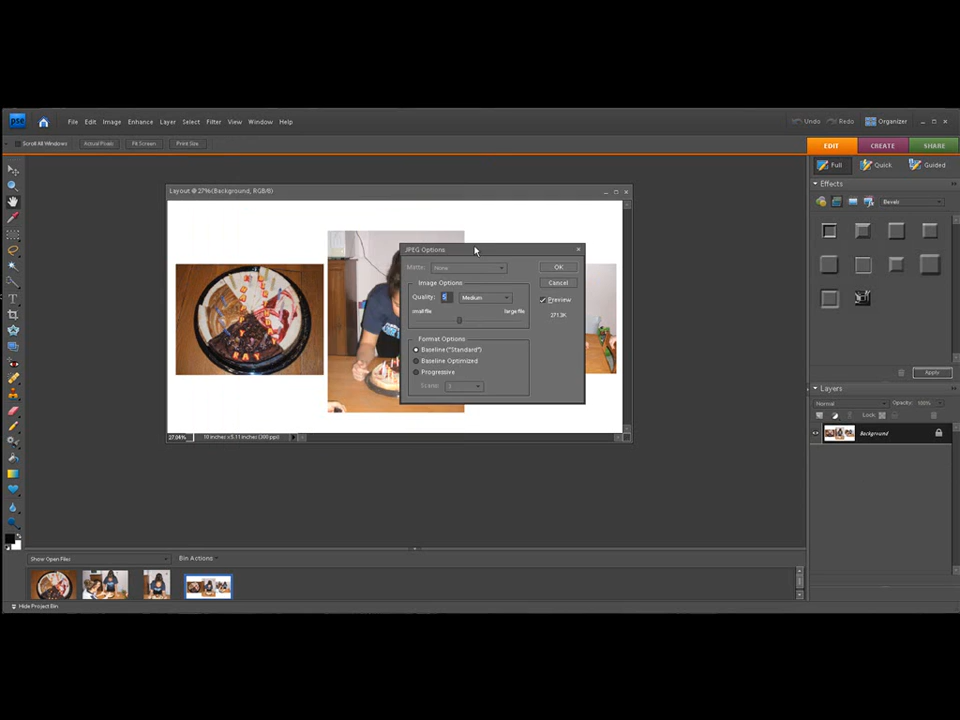 pse File Edit Image Enhance Layer Select Filter View Window Help Undo Redo Organizer
Scroll All Windows Actual Pixels Fit Screen Print Size EDIT CREATE SHARE
Full Quick Guided
Effects
Bevels
Layout @ 27%(Background, RGB/8)
JPEG Options
Matte: None OK
Image Options
Cancel
Quality: 5 Medium
Preview
small file large file
271.3K
Format Options
Baseline ("Standard")
Baseline Optimized
Progressive
Scans: 3
Apply
Layers
Normal Opacity: 100%
Lock:
Background
27.04% 10 inches x 5.11 inches (300 ppi)
Show Open Files Bin Actions
Hide Project Bin